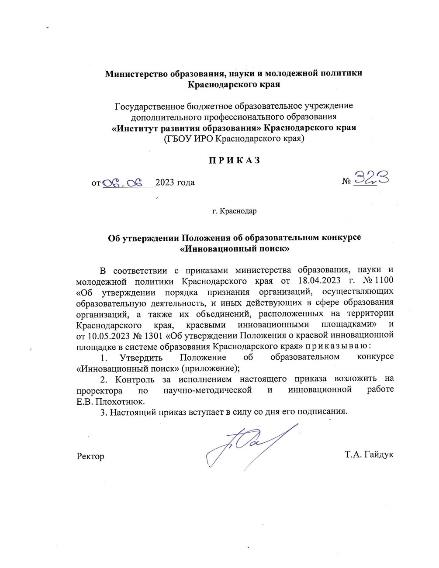 Министерство образования, науки и молодежной политики
Краснодарского края
Государственное бюджетное образовательное учреждение
дополнительного профессионального образования
«Институт развития образования» Краснодарского края
(ГБОУ ИРО Краснодарского края)
ПРИКАЗ
от 06.06 2023 года № 323
г. Краснодар
Об утверждении Положения об образовательном конкурсе
«Инновационный поиск»
В соответствии с приказами министерства образования, науки и
молодежной политики Краснодарского края от 18.04.2023 г. № 1100
«Об утверждении порядка признания организаций, осуществляющих
образовательную деятельность, и иных действующих в сфере образования
организаций, а также их объединений, расположенных на территории
Краснодарского края, краевыми инновационными площадками» и
от 10.05.2023 № 1301 «Об утверждении Положения о краевой инновационной
площадке в системе образования Краснодарского края» приказываю:
1. Утвердить Положение об образовательном конкурсе
«Инновационный поиск» (приложение);
2. Контроль за исполнением настоящего приказа возложить на
проректора по научно-методической и инновационной работе
Е.В. Плохотнюк.
3. Настоящий приказ вступает в силу со дня его подписания.
Ректор Т.А. Гайдук